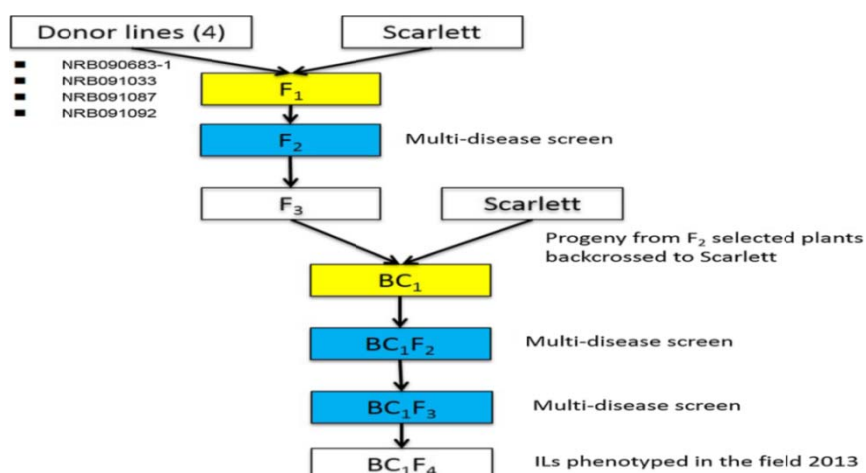 Donor lines (4) Scarlett
■ NRB090683-1
■ NRB091033
■ NRB091087
■ NRB091092
F₁
F₂ Multi-disease screen
F₃ Scarlett
Progeny from F₂ selected plants
backcrossed to Scarlett
BC₁
BC₁F₂ Multi-disease screen
BC₁F₃ Multi-disease screen
BC₁F₄ ILs phenotyped in the field 2013